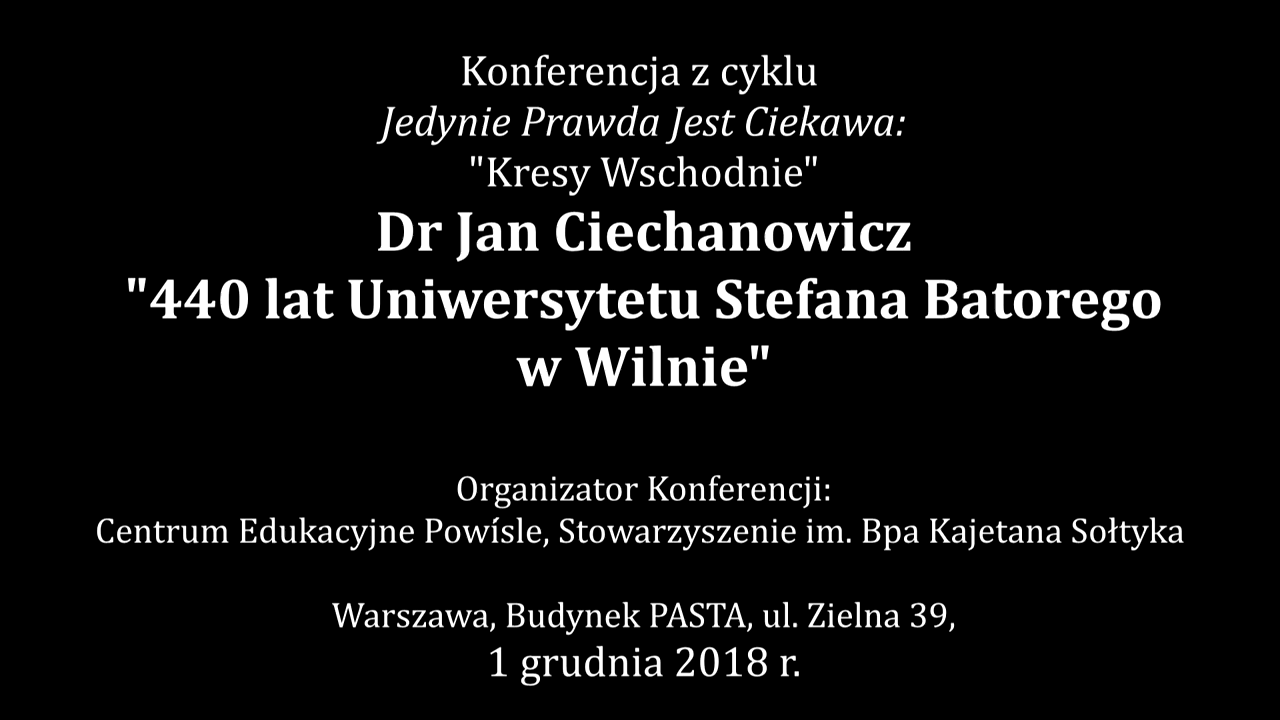 Konferencja z cyklu
Jedynie Prawda Jest Ciekawa:
"Kresy Wschodnie"
Dr Jan Ciechanowicz
"440 lat Uniwersytetu Stefana Batorego
w Wilnie"
Organizator Konferencji:
Centrum Edukacyjne Powísle, Stowarzyszenie im. Bpa Kajetana Sołtyka
Warszawa, Budynek PASTA, ul. Zielna 39,
1 grudnia 2018 r.